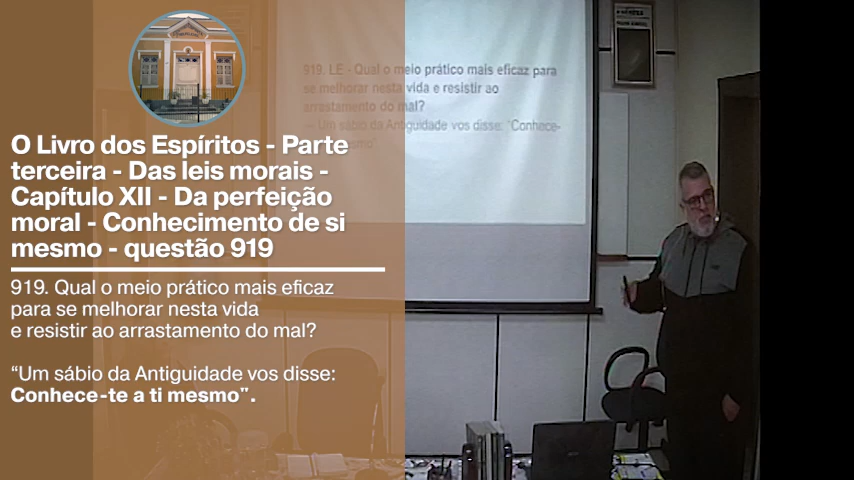 O Livro dos Espíritos - Parte
terceira - Das leis morais -
Capítulo XII - Da perfeição
moral - Conhecimento de si
mesmo - questão 919
919. Qual o meio prático mais eficaz
para se melhorar nesta vida
e resistir ao arrastamento do mal?
“Um sábio da Antiguidade vos disse:
Conhece-te a ti mesmo".
919. LE - Qual o meio prático mais eficaz para
se melhorar nesta vida e resistir ao
arrastamento do mal?
– Um sábio da Antiguidade vos disse: “Conhece-
mesmo”